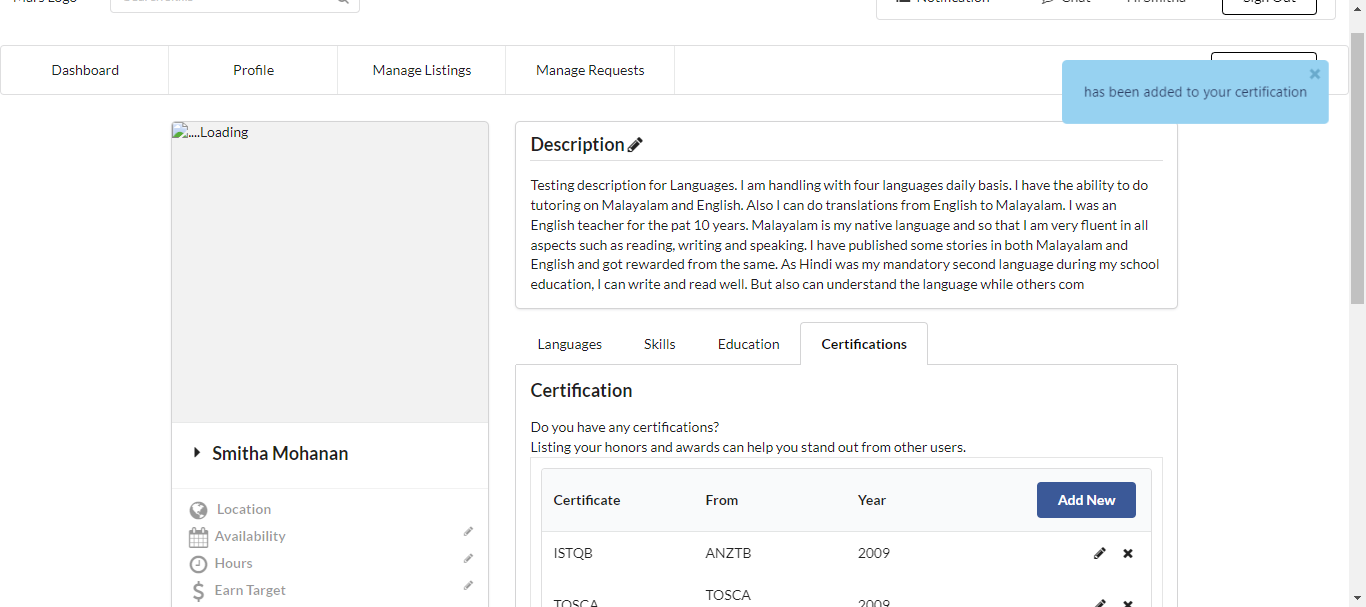 Mars Logo
Notification
Chat
Hi Smitha
Sign Out
Dashboard
Profile
Manage Listings
Manage Requests
has been added to your certification
....Loading
Description
Testing description for Languages. I am handling with four languages daily basis. I have the ability to do
tutoring on Malayalam and English. Also I can do translations from English to Malayalam. I was an
English teacher for the pat 10 years. Malayalam is my native language and so that I am very fluent in all
aspects such as reading, writing and speaking. I have published some stories in both Malayalam and
English and got rewarded from the same. As Hindi was my mandatory second language during my school
education, I can write and read well. But also can understand the language while others com
Languages
Skills
Education
Certifications
Certification
Do you have any certifications?
Listing your honors and awards can help you stand out from other users.
Certificate
From
Year
Add New
ISTQB
ANZTB
2009
TOSCA
TOSCA
2009
Smitha Mohanan
Location
Availability
Hours
Earn Target